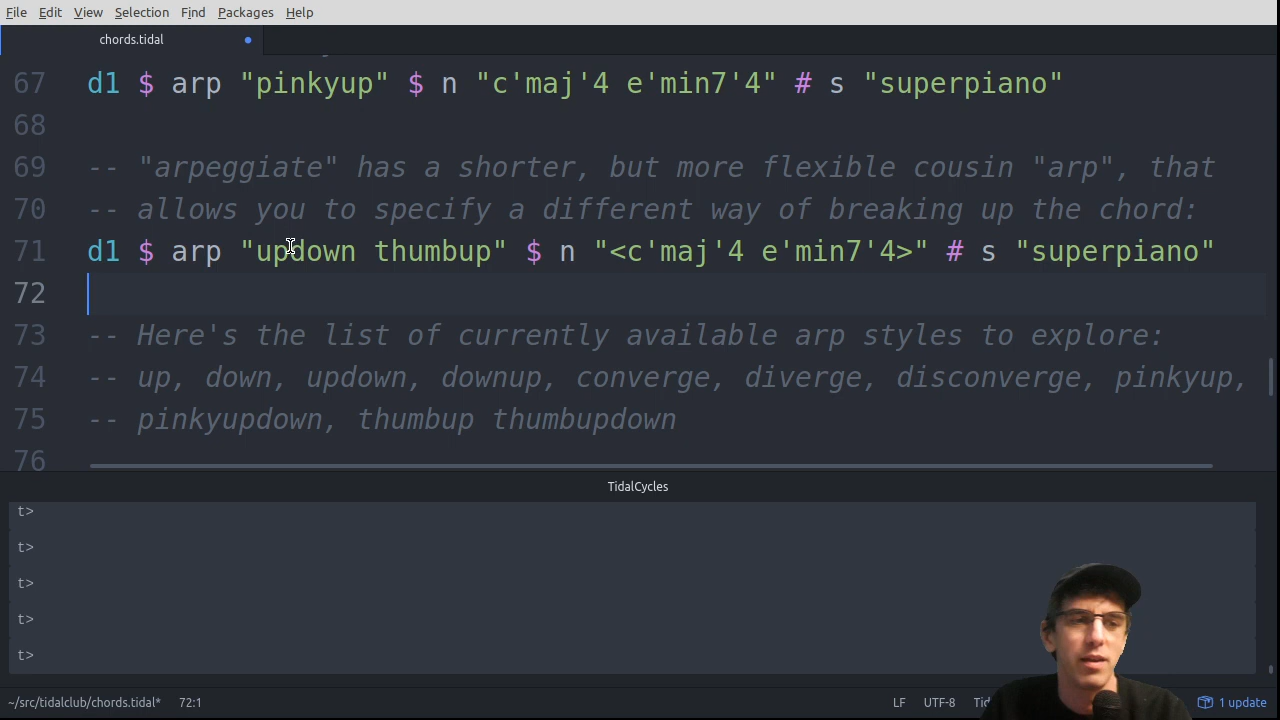 File Edit View Selection Find Packages Help
chords.tidal
67 d1 $ arp "pinkyup" $ n "c'maj'4 e'min7'4" # s "superpiano"
68
69 -- "arpeggiate" has a shorter, but more flexible cousin "arp", that
70 -- allows you to specify a different way of breaking up the chord:
71 d1 $ arp "updown thumbup" $ n "<c'maj'4 e'min7'4>" # s "superpiano"
72
73 -- Here's the list of currently available arp styles to explore:
74 -- up, down, updown, downup, converge, diverge, disconverge, pinkyup,
75 -- pinkyupdown, thumbup thumbupdown
76
TidalCycles
t>
t>
t>
t>
t>
~/src/tidalclub/chords.tidal* 72:1 LF UTF-8 Tid 1 update